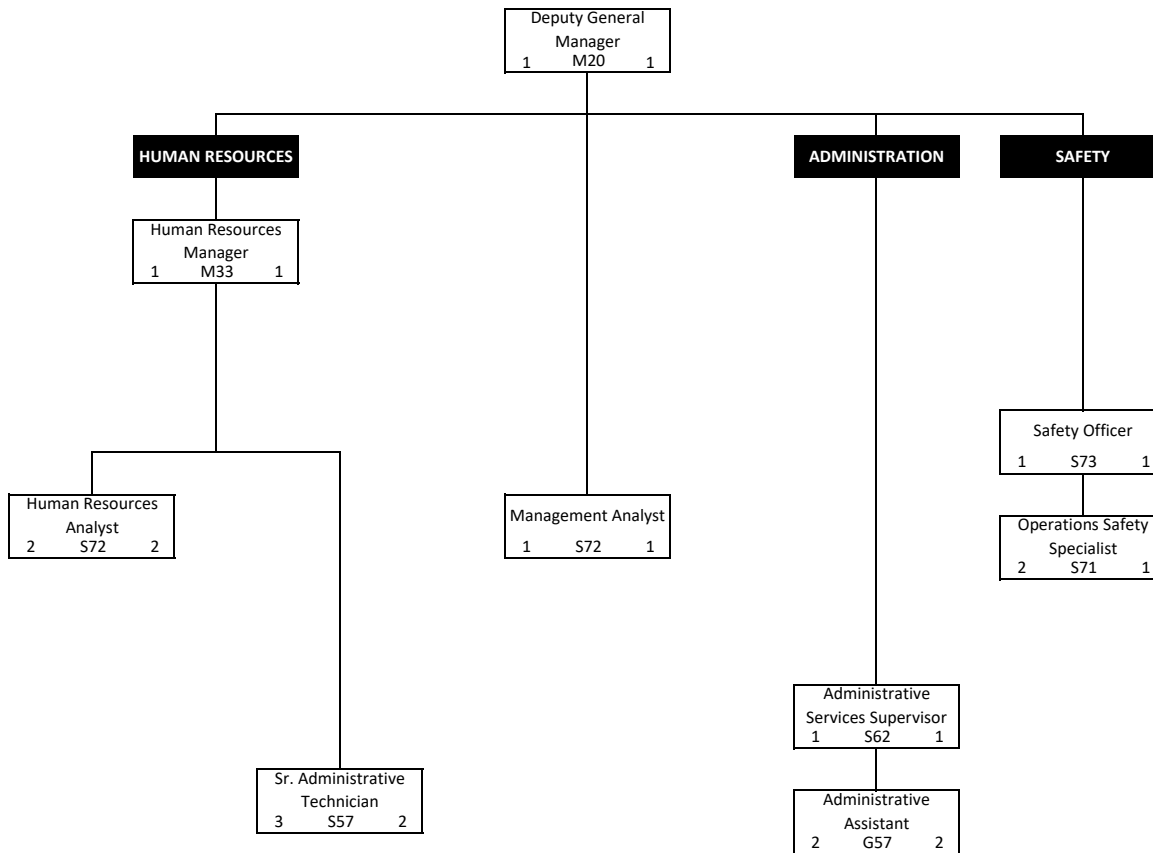 Deputy General
Manager
1 M20 1
HUMAN RESOURCES
ADMINISTRATION
SAFETY
Human Resources
Manager
1 M33 1
Safety Officer
1 S73 1
Human Resources
Analyst
2 S72 2
Management Analyst
1 S72 1
Operations Safety
Specialist
2 S71 1
Administrative
Services Supervisor
1 S62 1
Sr. Administrative
Technician
3 S57 2
Administrative
Assistant
2 G57 2